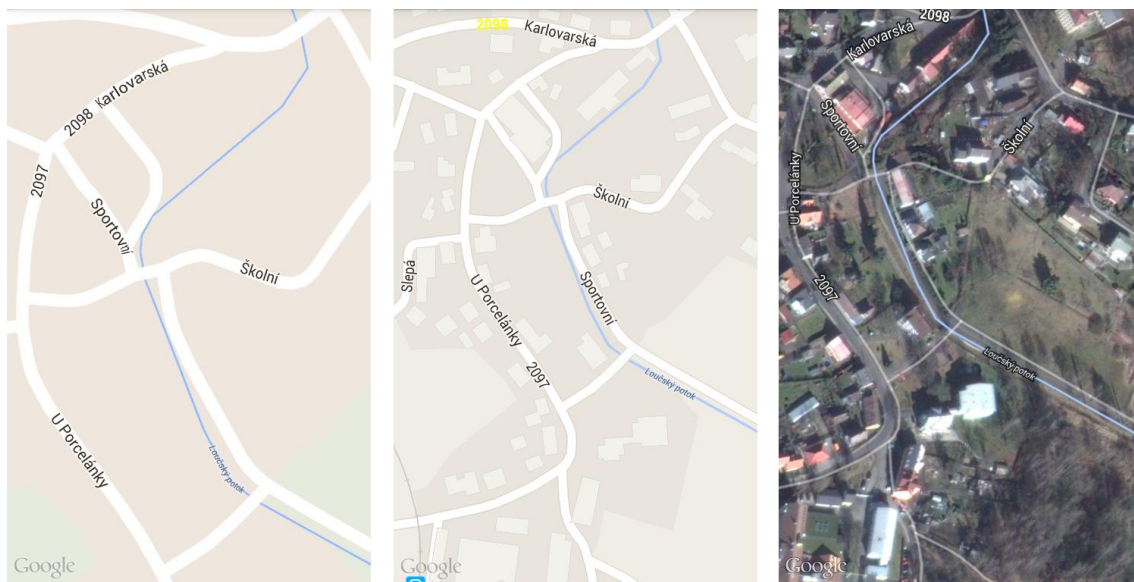 Karlovarská
2098
2097
Sportovní
Školní
U Porcelánky
Loučský potok
Google
2098
Karlovarská
Školní
Slepá
U Porcelánky
Sportovní
2097
Loučský potok
Google
2098
Karlovarská
Sportovní
Školní
U Porcelánky
2097
Loučský potok
Google